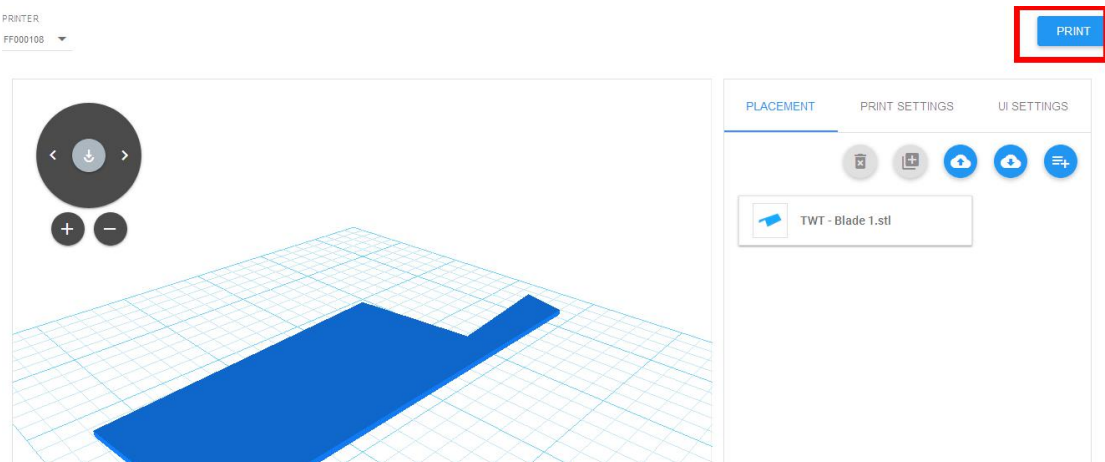 PRINTER
FF000108
PRINT
PLACEMENT PRINT SETTINGS UI SETTINGS
TWT - Blade 1.stl